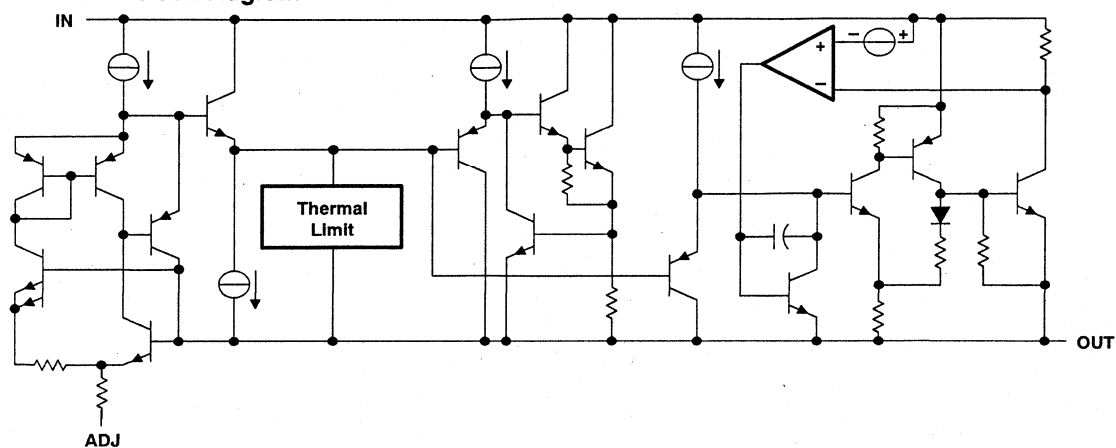 IN
− +
+
−
Thermal
Limit
OUT
ADJ